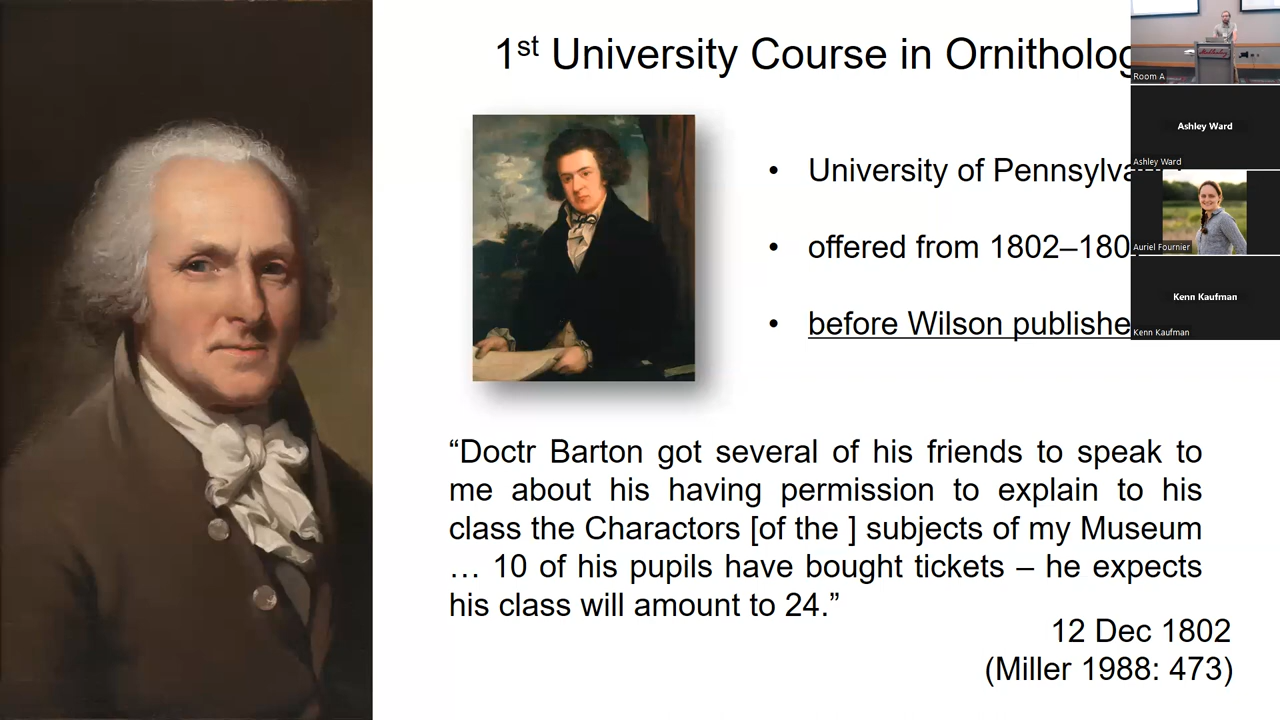 1st University Course in Ornitholog
• University of Pennsylva
• offered from 1802–180
• before Wilson publishe
“Doctr Barton got several of his friends to speak to
me about his having permission to explain to his
class the Charactors [of the ] subjects of my Museum
… 10 of his pupils have bought tickets – he expects
his class will amount to 24.”
12 Dec 1802
(Miller 1988: 473)
Room A
Ashley Ward
Ashley Ward
Auriel Fournier
Kenn Kaufman
Kenn Kaufman